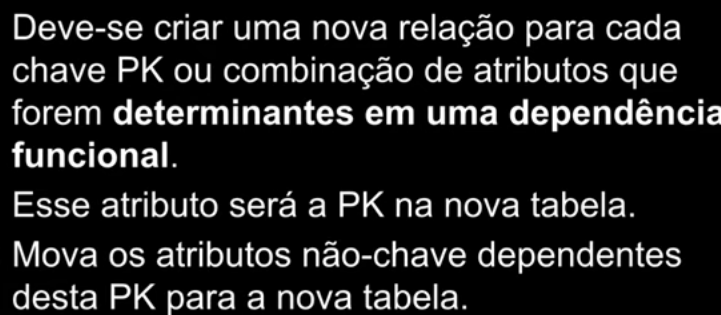 Deve-se criar uma nova relação para cada
chave PK ou combinação de atributos que
forem determinantes em uma dependência
funcional.
Esse atributo será a PK na nova tabela.
Mova os atributos não-chave dependentes
desta PK para a nova tabela.